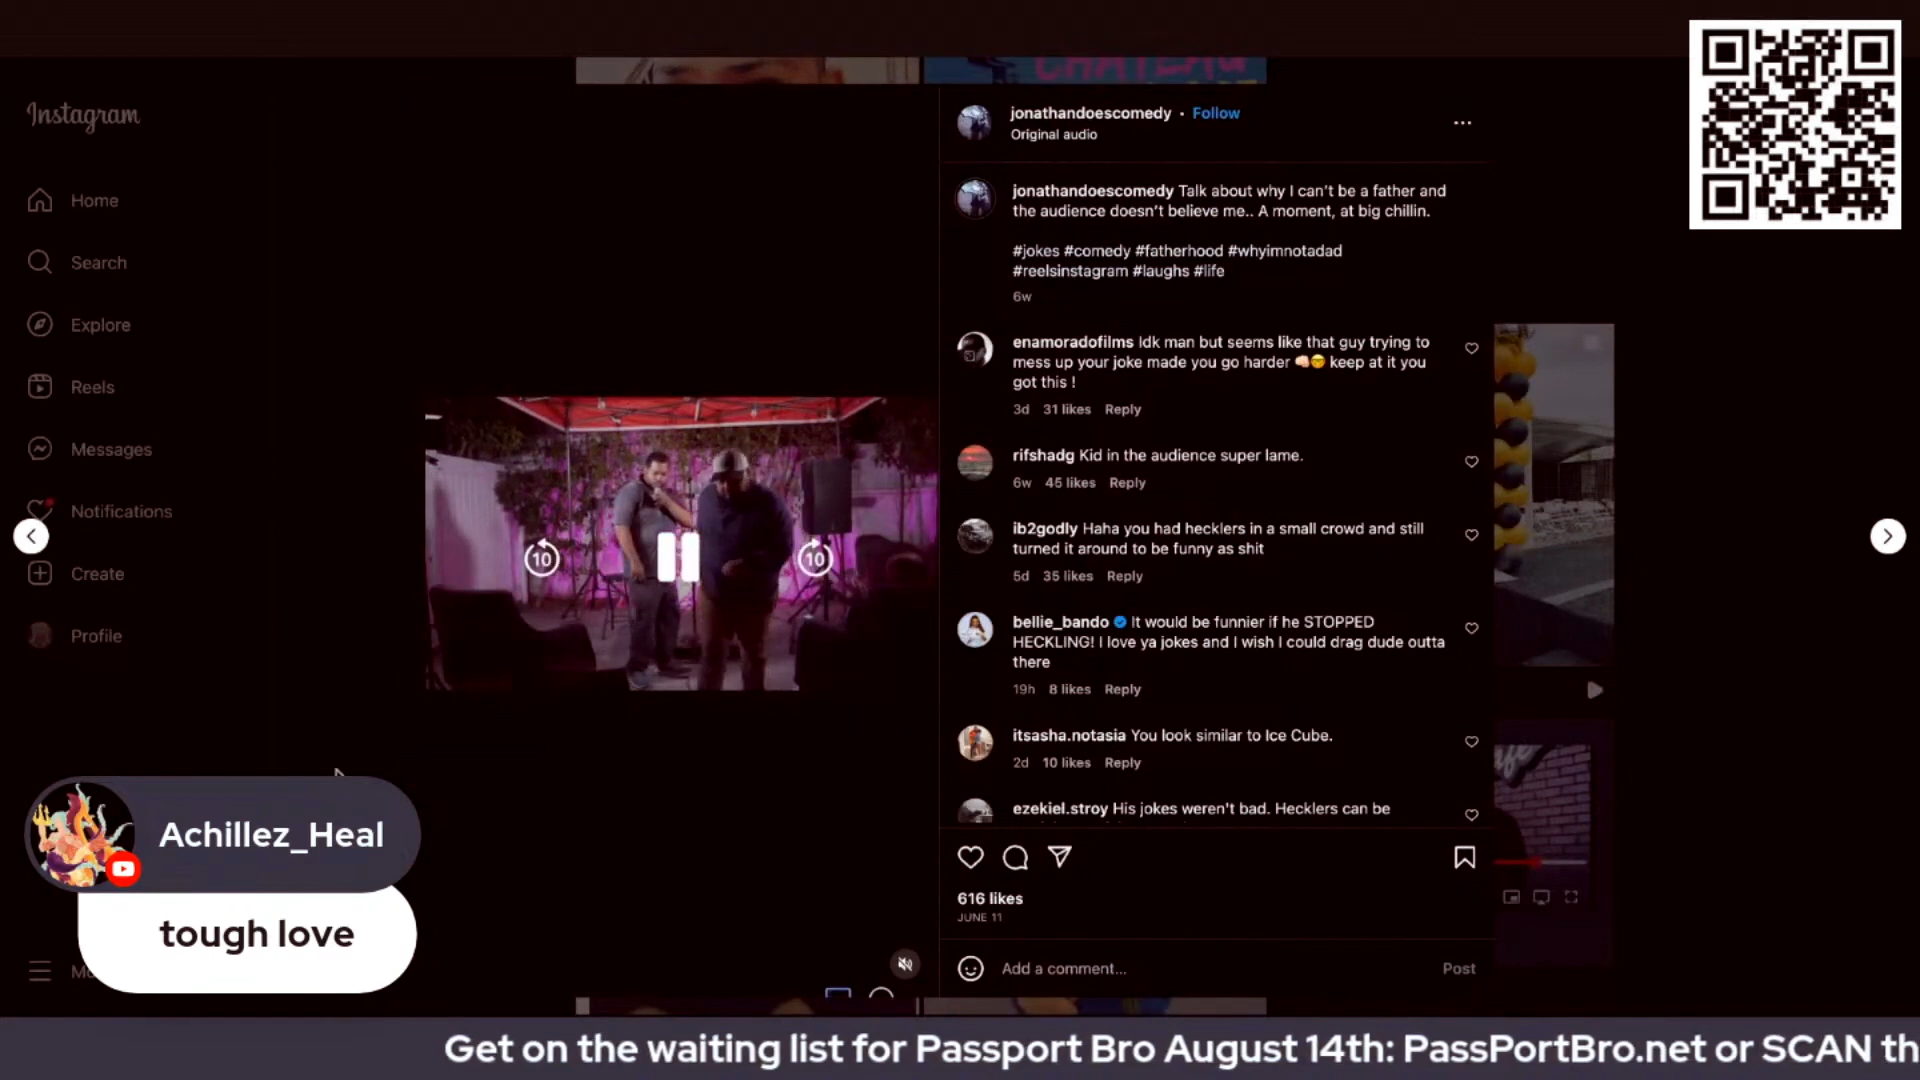 CHATEAU
Instagram
Home
Search
Explore
Reels
Messages
Notifications
Create
Profile
jonathandoescomedy • Follow
Original audio
jonathandoescomedy Talk about why I can't be a father and
the audience doesn't believe me.. A moment, at big chillin.
#jokes #comedy #fatherhood #whyimnotadad
#reelsinstagram #laughs #life
6w
enamoradofilms Idk man but seems like that guy trying to
mess up your joke made you go harder 👊🏻🤓 keep at it you
got this !
3d 31 likes Reply
rifshadg Kid in the audience super lame.
6w 45 likes Reply
ib2godly Haha you had hecklers in a small crowd and still
turned it around to be funny as shit
5d 35 likes Reply
bellie_bando It would be funnier if he STOPPED
HECKLING! I love ya jokes and I wish I could drag dude outta
there
19h 8 likes Reply
itsasha.notasia You look similar to Ice Cube.
2d 10 likes Reply
ezekiel.stroy His jokes weren't bad. Hecklers can be
616 likes
JUNE 11
Add a comment...
Post
10
10
Achillez_Heal
tough love
Get on the waiting list for Passport Bro August 14th: PassPortBro.net or SCAN th